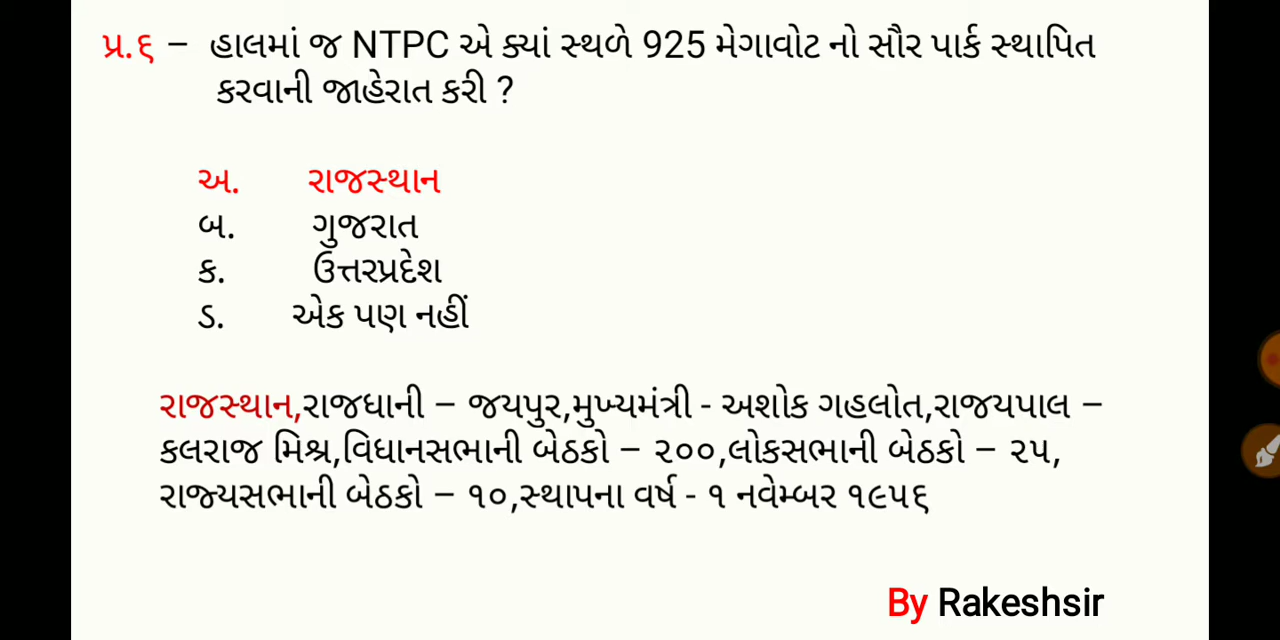 પ્ર.૬ – હાલમાં જ NTPC એ ક્યાં સ્થળે 925 મેગાવોટ નો સૌર પાર્ક સ્થાપિત
કરવાની જાહેરાત કરી ?
અ. રાજસ્થાન
બ. ગુજરાત
ક. ઉત્તરપ્રદેશ
ડ. એક પણ નહીં
રાજસ્થાન,રાજધાની – જયપુર,મુખ્યમંત્રી - અશોક ગહલોત,રાજયપાલ –
કલરાજ મિશ્ર,વિધાનસભાની બેઠકો – ૨૦૦,લોકસભાની બેઠકો – ૨૫,
રાજ્યસભાની બેઠકો – ૧૦,સ્થાપના વર્ષ - ૧ નવેમ્બર ૧૯૫૬
By Rakeshsir